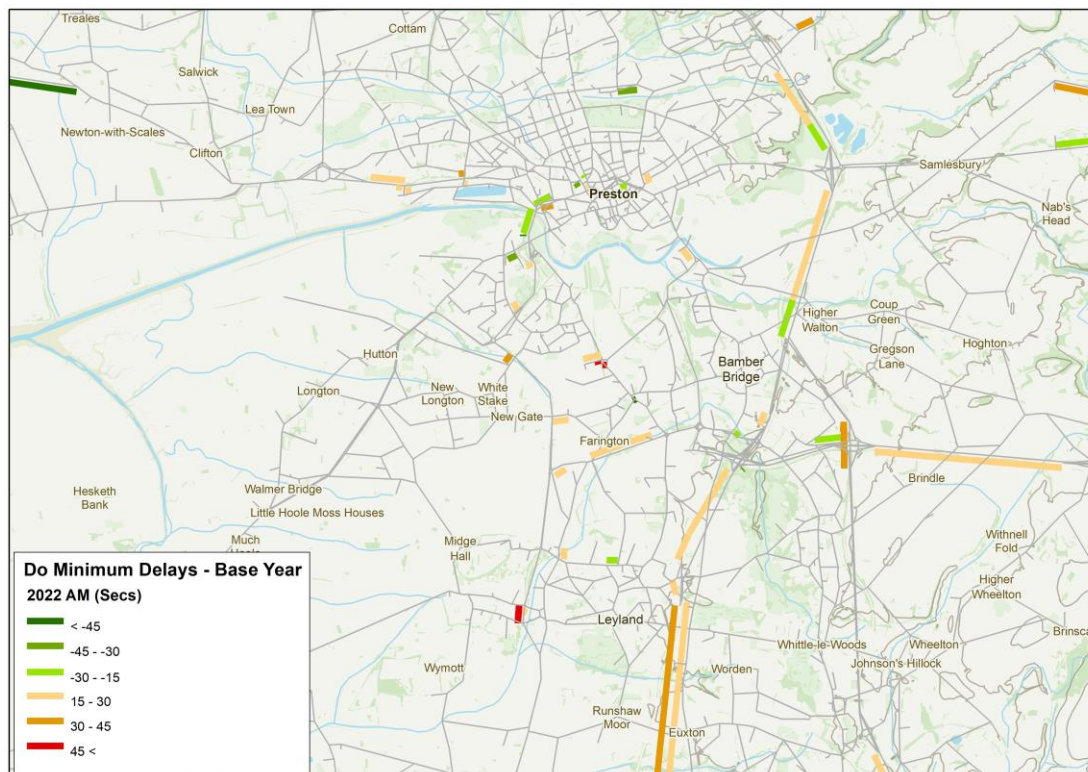 Treales
Cottam
Salwick
Lea Town
Newton-with-Scales
Clifton
Samlesbury
Preston
Nab's
Head
Higher
Walton
Coup
Green
Gregson
Lane
Hoghton
Hutton
Bamber
Bridge
Longton
New
Longton
White
Stake
New Gate
Farington
Brindle
Hesketh
Bank
Walmer Bridge
Little Hoole Moss Houses
Much
Midge
Hall
Withnell
Fold
Higher
Wheelton
Leyland
Whittle-le-Woods
Wheelton
Brinsca
Johnson's Hillock
Wymott
Worden
Runshaw
Moor
Euxton
Do Minimum Delays - Base Year
2022 AM (Secs)
< -45
-45 - -30
-30 - -15
15 - 30
30 - 45
45 <